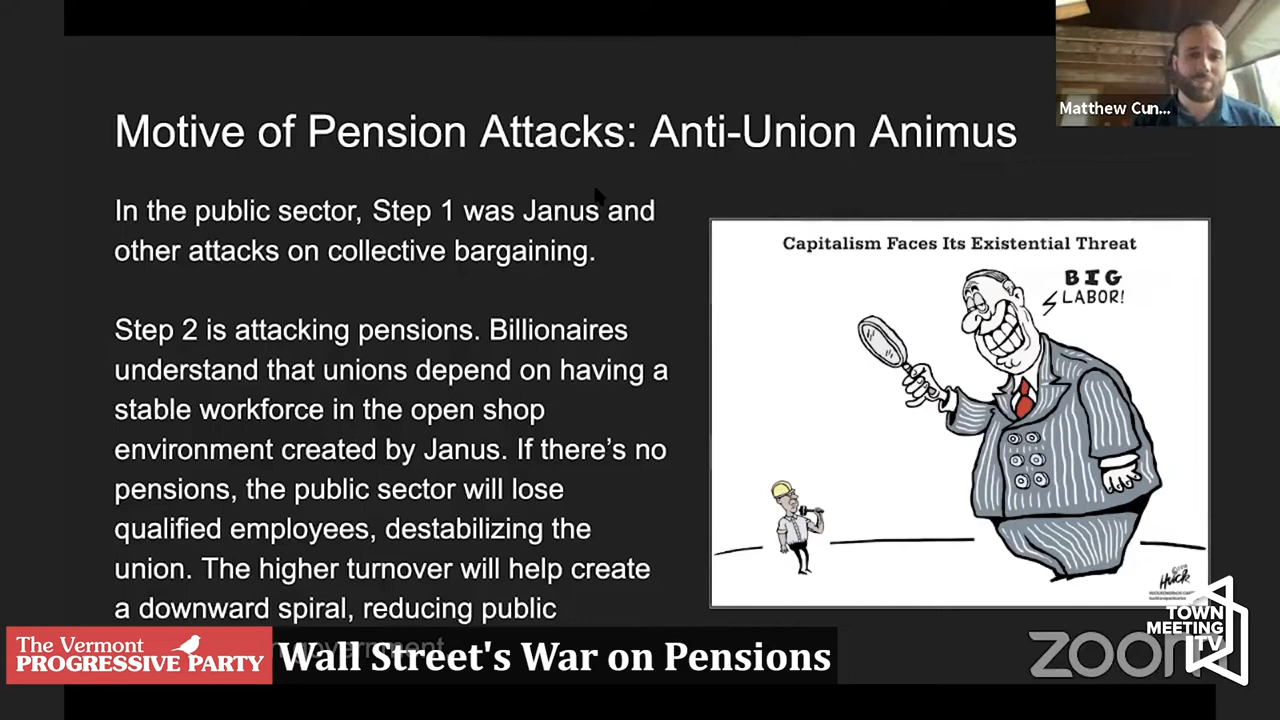 Matthew Cun...
Motive of Pension Attacks: Anti-Union Animus
In the public sector, Step 1 was Janus and
other attacks on collective bargaining.
Step 2 is attacking pensions. Billionaires
understand that unions depend on having a
stable workforce in the open shop
environment created by Janus. If there’s no
pensions, the public sector will lose
qualified employees, destabilizing the
union. The higher turnover will help create
a downward spiral, reducing public
government.
Capitalism Faces Its Existential Threat
BIG
LABOR!
Huck
The Vermont
PROGRESSIVE PARTY
Wall Street's War on Pensions
zoom
TOWN
MEETING
TV